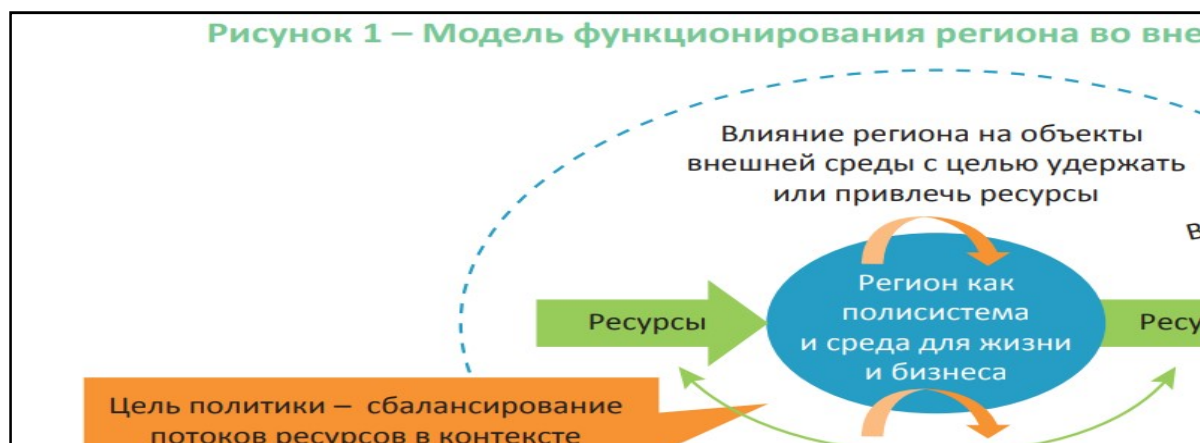 Рисунок 1 – Модель функционирования региона во вне
Влияние региона на объекты
внешней среды с целью удержать
или привлечь ресурсы
В
Регион как
полисистема
и среда для жизни
и бизнеса
Ресурсы
Ресу
Цель политики – сбалансирование
потоков ресурсов в контексте